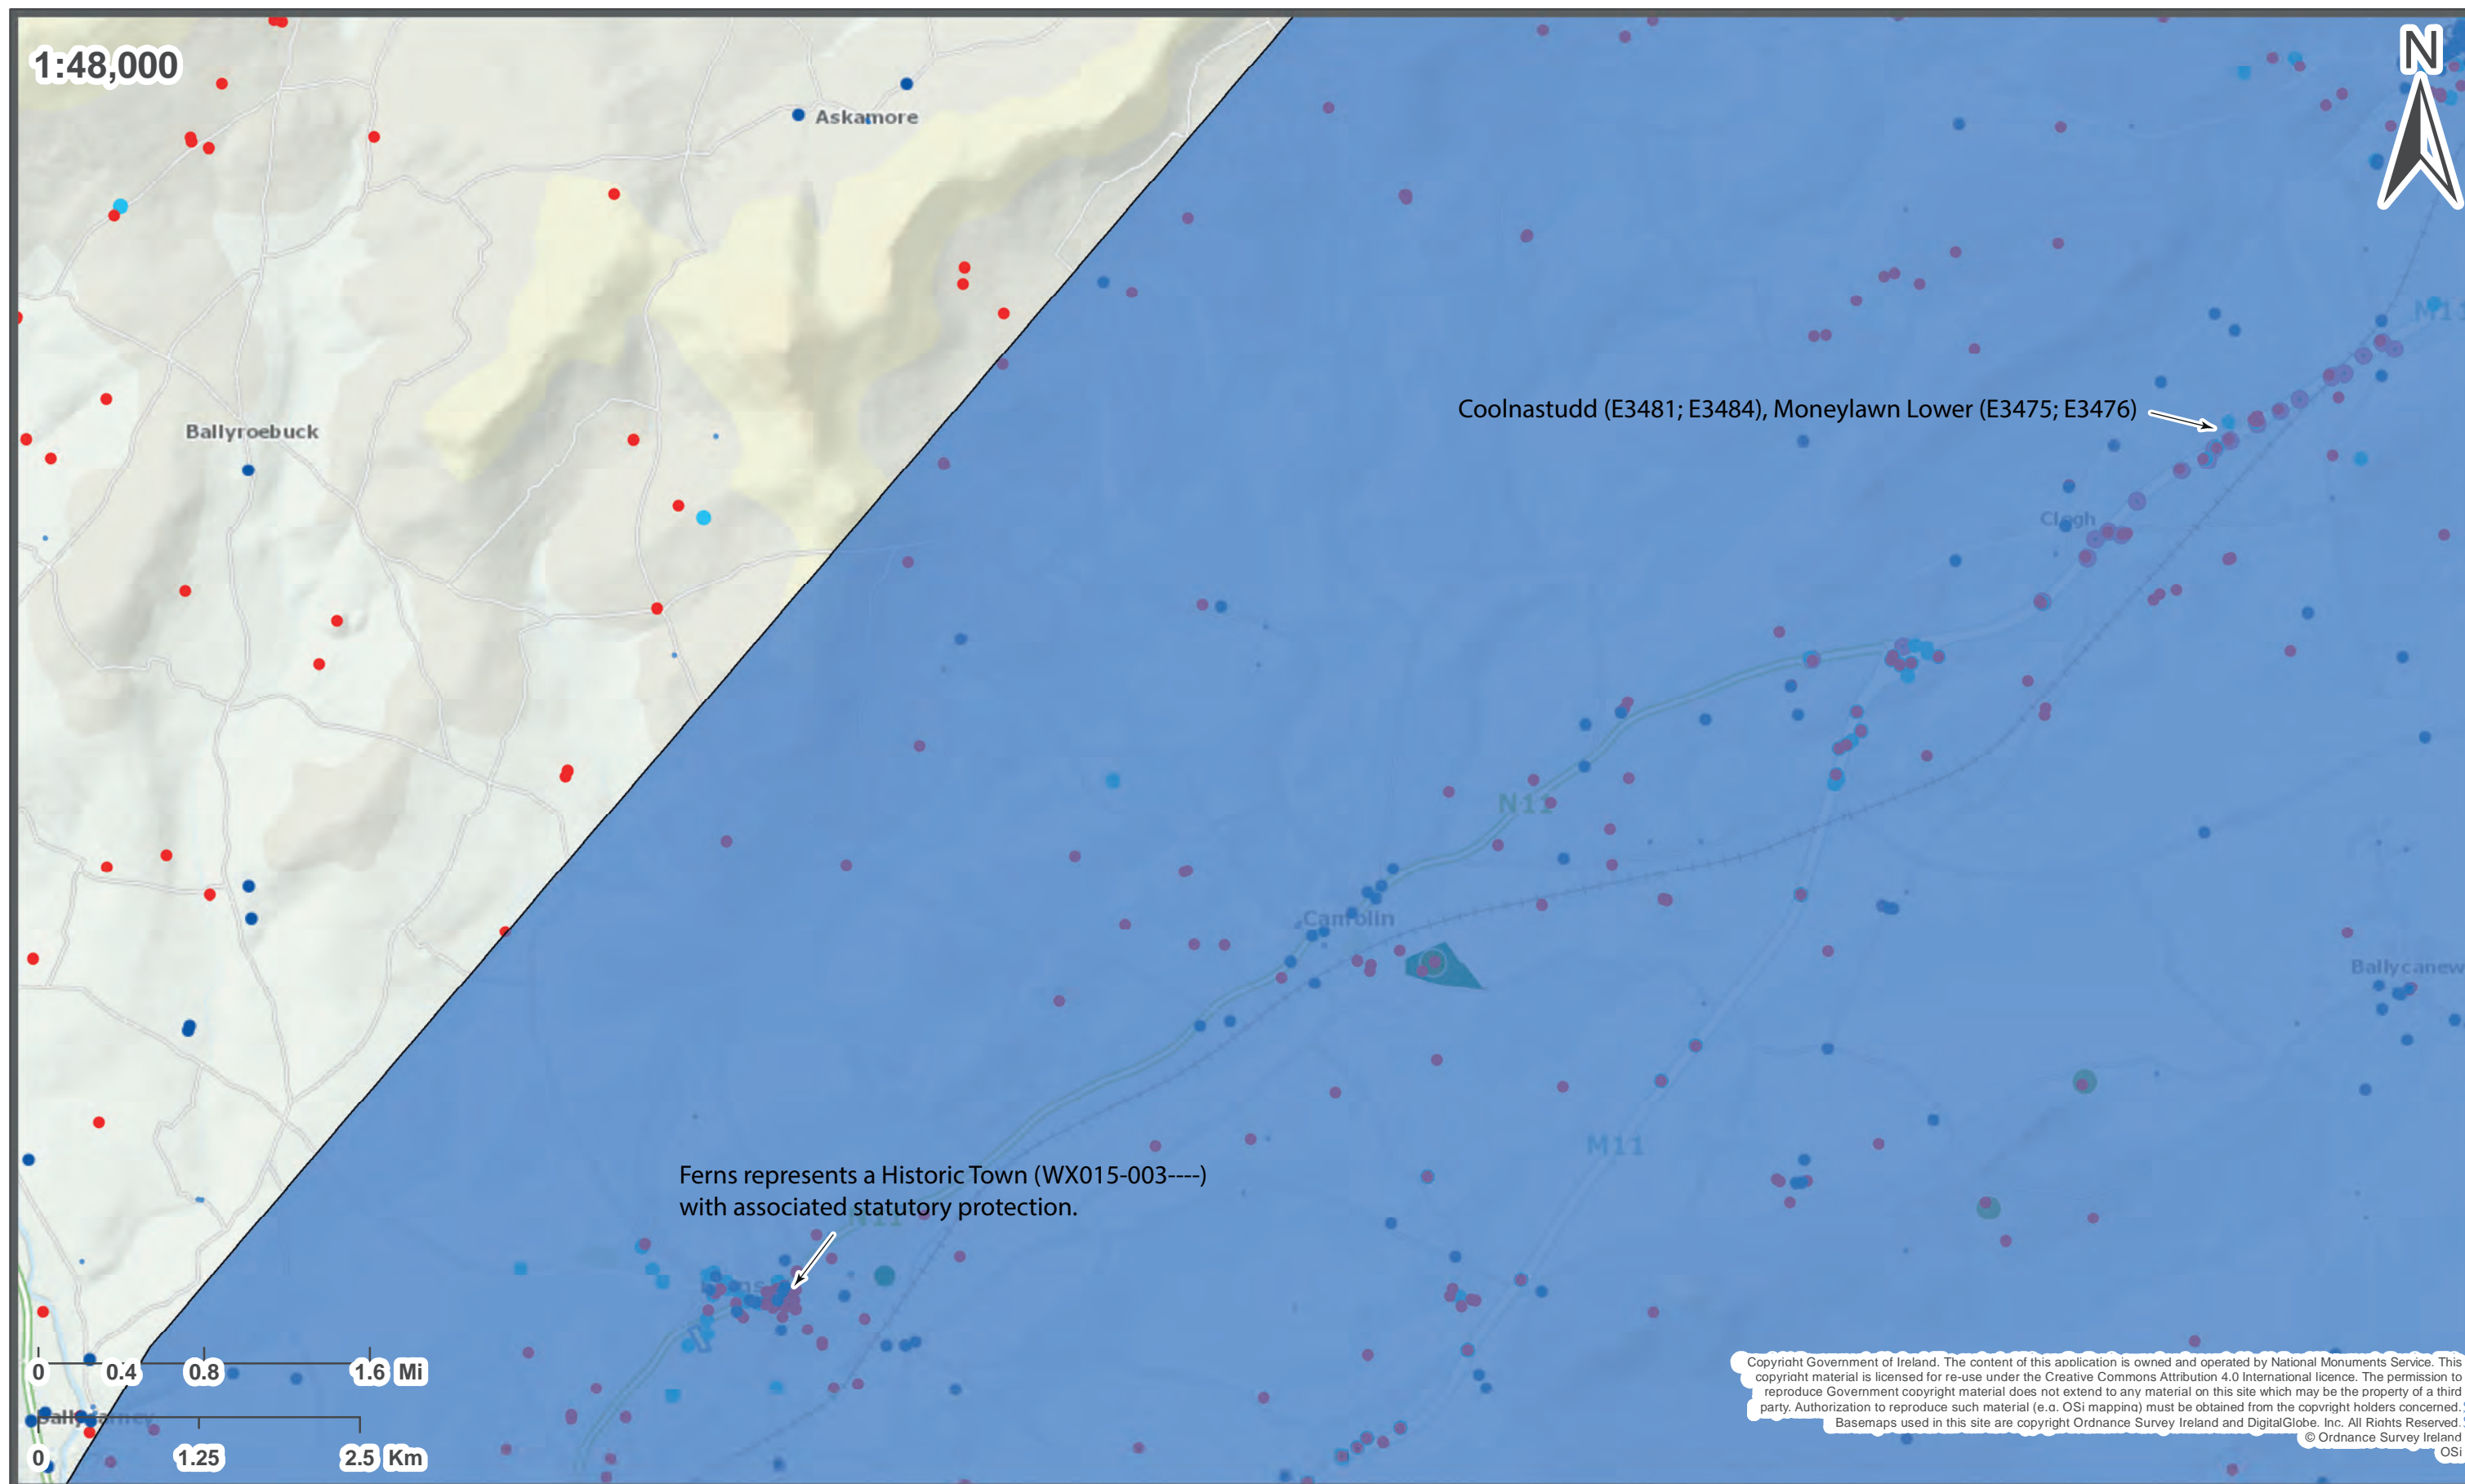 1:48,000
N
Askamore
M11
Coolnastudd (E3481; E3484), Moneylawn Lower (E3475; E3476)
Ballyroebuck
Clogh
N11
Camolin
Ballycanew
M11
Ferns represents a Historic Town (WX015-003----)
with associated statutory protection.
N11
Ferns
0 0.4 0.8 1.6 Mi
Ballycarney
0 1.25 2.5 Km
Copyright Government of Ireland. The content of this application is owned and operated by National Monuments Service. This
copyright material is licensed for re-use under the Creative Commons Attribution 4.0 International licence. The permission to
reproduce Government copyright material does not extend to any material on this site which may be the property of a third
party. Authorization to reproduce such material (e.g. OSi mapping) must be obtained from the copyright holders concerned.
Basemaps used in this site are copyright Ordnance Survey Ireland and DigitalGlobe. Inc. All Rights Reserved.
© Ordnance Survey Ireland
OSi